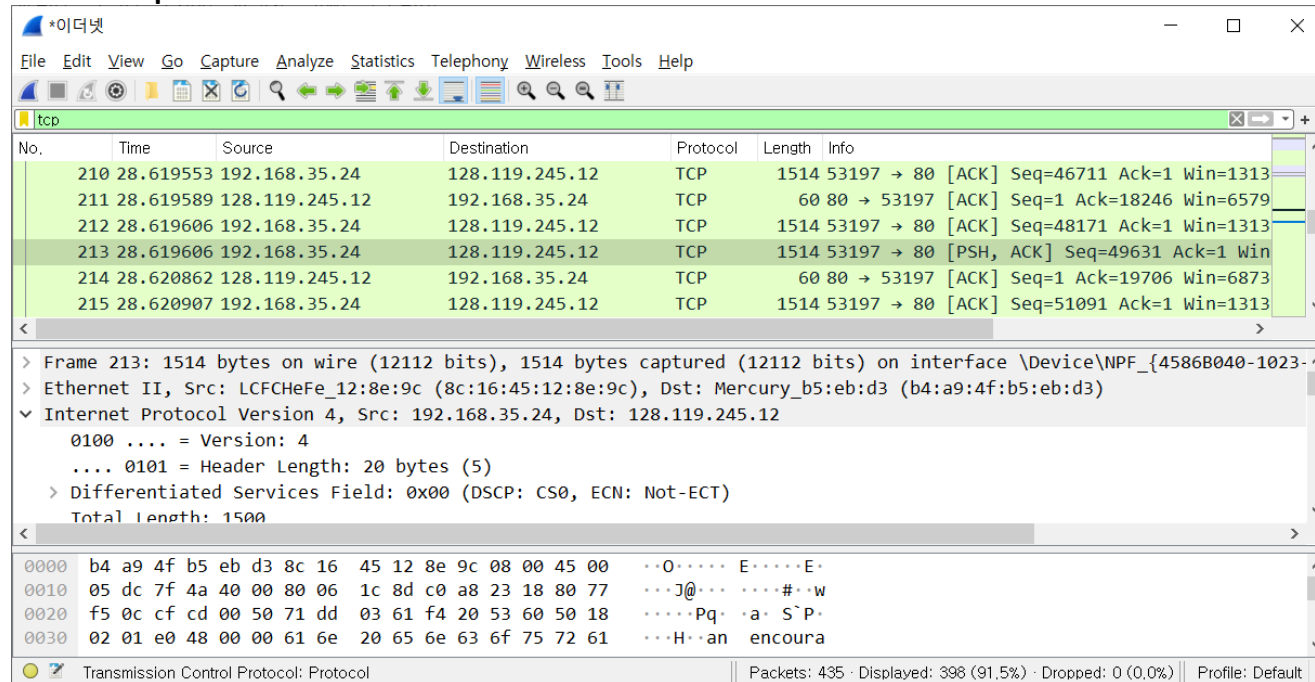 *이더넷
File Edit View Go Capture Analyze Statistics Telephony Wireless Tools Help
tcp
No. Time Source Destination Protocol Length Info
210 28.619553 192.168.35.24 128.119.245.12 TCP 1514 53197 → 80 [ACK] Seq=46711 Ack=1 Win=1313
211 28.619589 128.119.245.12 192.168.35.24 TCP 60 80 → 53197 [ACK] Seq=1 Ack=18246 Win=6579
212 28.619606 192.168.35.24 128.119.245.12 TCP 1514 53197 → 80 [ACK] Seq=48171 Ack=1 Win=1313
213 28.619606 192.168.35.24 128.119.245.12 TCP 1514 53197 → 80 [PSH, ACK] Seq=49631 Ack=1 Win
214 28.620862 128.119.245.12 192.168.35.24 TCP 60 80 → 53197 [ACK] Seq=1 Ack=19706 Win=6873
215 28.620907 192.168.35.24 128.119.245.12 TCP 1514 53197 → 80 [ACK] Seq=51091 Ack=1 Win=1313
> Frame 213: 1514 bytes on wire (12112 bits), 1514 bytes captured (12112 bits) on interface \Device\NPF_{4586B040-1023-
> Ethernet II, Src: LCFCHeFe_12:8e:9c (8c:16:45:12:8e:9c), Dst: Mercury_b5:eb:d3 (b4:a9:4f:b5:eb:d3)
Internet Protocol Version 4, Src: 192.168.35.24, Dst: 128.119.245.12
0100 .... = Version: 4
.... 0101 = Header Length: 20 bytes (5)
> Differentiated Services Field: 0x00 (DSCP: CS0, ECN: Not-ECT)
Total Length: 1500
0000 b4 a9 4f b5 eb d3 8c 16 45 12 8e 9c 08 00 45 00 ··O····· E·····E·
0010 05 dc 7f 4a 40 00 80 06 1c 8d c0 a8 23 18 80 77 ···J@··· ····#··w
0020 f5 0c cf cd 00 50 71 dd 03 61 f4 20 53 60 50 18 ·····Pq· ·a· S`P·
0030 02 01 e0 48 00 00 61 6e 20 65 6e 63 6f 75 72 61 ···H··an encoura
Transmission Control Protocol: Protocol Packets: 435 · Displayed: 398 (91,5%) · Dropped: 0 (0,0%) Profile: Default